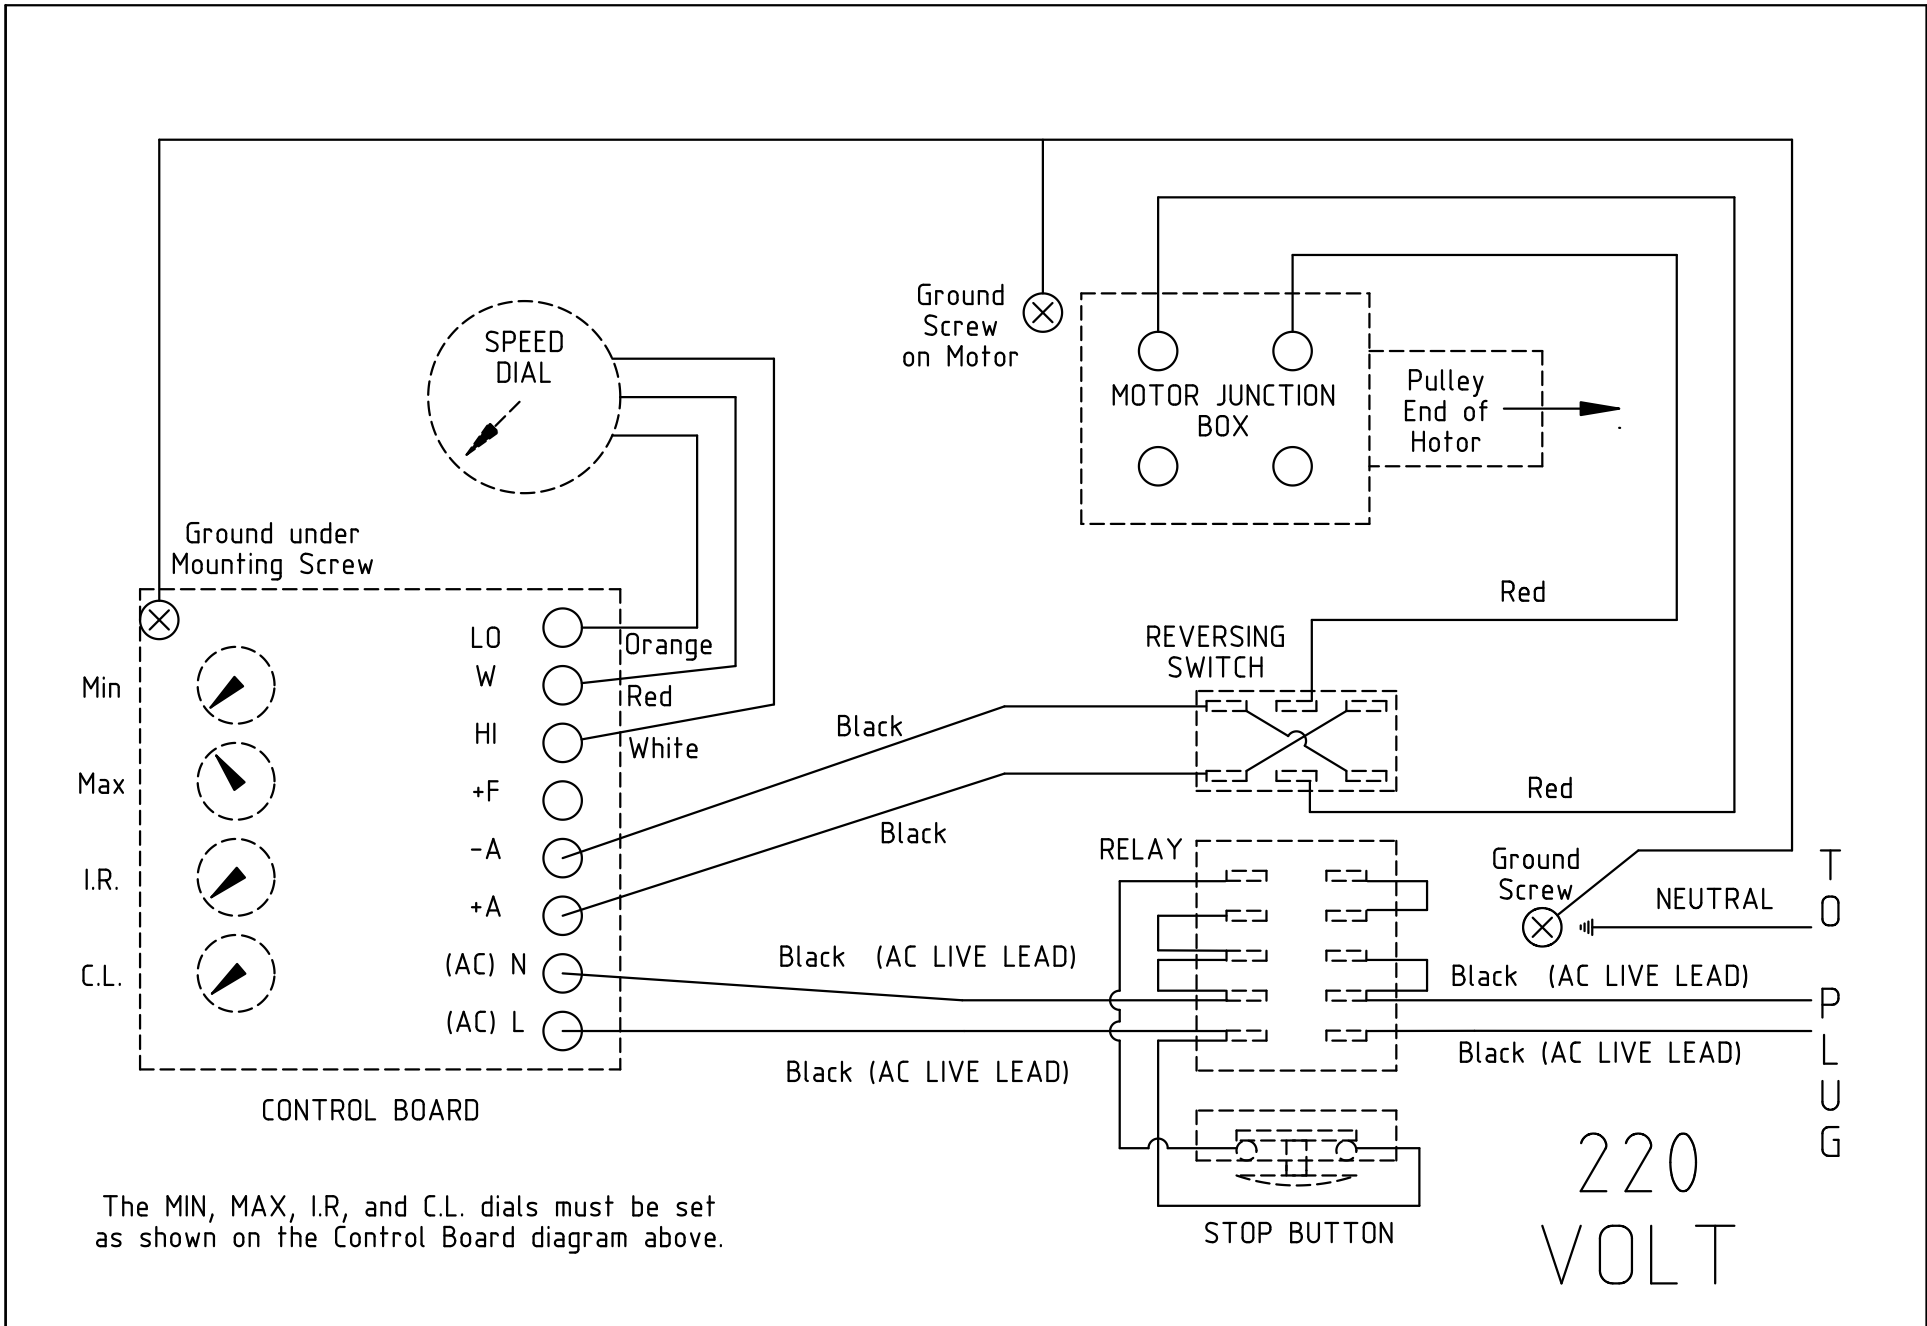 Ground
Screw
on Motor
SPEED
DIAL
MOTOR JUNCTION
BOX
Pulley
End of
Hotor
Ground under
Mounting Screw
Min
Max
I.R.
C.L.
LO
W
HI
+F
-A
+A
(AC) N
(AC) L
Orange
Red
White
Black
Black
Black (AC LIVE LEAD)
Black (AC LIVE LEAD)
CONTROL BOARD
REVERSING
SWITCH
Red
Red
RELAY
Ground
Screw
NEUTRAL
Black (AC LIVE LEAD)
Black (AC LIVE LEAD)
TO PLUG
STOP BUTTON
220
VOLT
The MIN, MAX, I.R, and C.L. dials must be set
as shown on the Control Board diagram above.